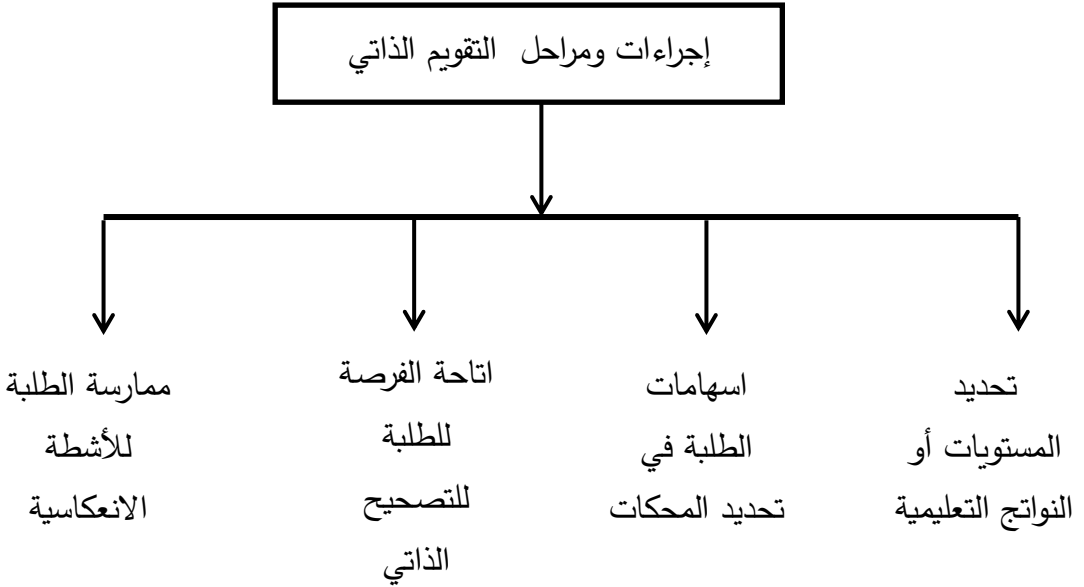 إجراءات ومراحل التقويم الذاتي
تحديد
المستويات أو
النواتج التعليمية
اسهامات
الطلبة في
تحديد المحكات
اتاحة الفرصة
للطلبة
للتصحيح
الذاتي
ممارسة الطلبة
للأشطة
الانعكاسية